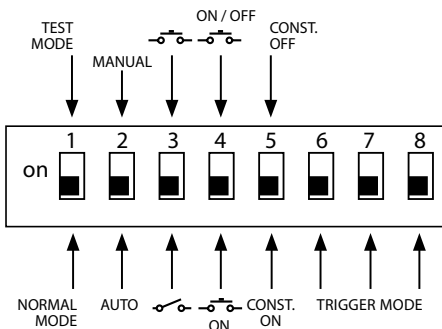 TEST
MODE
MANUAL
ON / OFF
CONST.
OFF
1 2 3 4 5 6 7 8
on
NORMAL
MODE
AUTO
ON
CONST.
ON
TRIGGER MODE